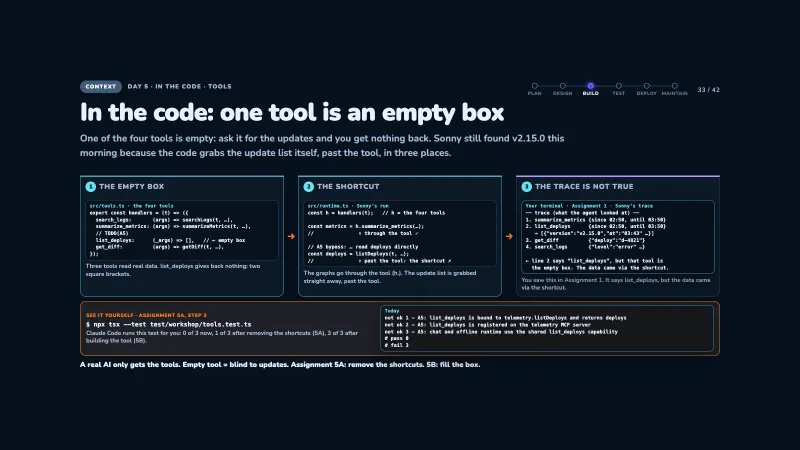 CONTEXT DAY 5 · IN THE CODE · TOOLS
PLAN DESIGN BUILD TEST DEPLOY MAINTAIN
33 / 42
In the code: one tool is an empty box
One of the four tools is empty: ask it for the updates and you get nothing back. Sonny still found v2.15.0 this
morning because the code grabs the update list itself, past the tool, in three places.
1 THE EMPTY BOX
src/tools.ts · the four tools
export const handlers = (t) => ({
search_logs: (args) => searchLogs(t, …),
summarize_metrics: (args) => summarizeMetrics(t, …),
// TODO(A5)
list_deploys: (_args) => [], // ← empty box
get_diff: (args) => getDiff(t, …),
});
Three tools read real data. list_deploys gives back nothing: two
square brackets.
➔
2 THE SHORTCUT
src/runtime.ts · Sonny's run
const h = handlers(t); // h = the four tools
const metrics = h.summarizeMetrics(…);
// ↑ through the tool ✓
// A5 bypass: … read deploys directly
const deploys = listDeploys(t, …);
// ↑ past the tool: the shortcut ✗
The graphs go through the tool (h.). The update list is grabbed
straight away, past the tool.
➔
3 THE TRACE IS NOT TRUE
Your terminal · Assignment 1 · Sonny's trace
── trace (what the agent looked at) ──
1. summarize_metrics {since 02:50, until 03:50}
2. list_deploys {since 02:50, until 03:50}
→ [{"version":"v2.15.0","at":"03:43" …}]
3. get_diff {"deploy":"d-4821"}
4. search_logs {"level":"error" …}
← line 2 says "list_deploys", but that tool is
the empty box. The data came via the shortcut.
You saw this in Assignment 1. It says list_deploys, but the data came
via the shortcut.
SEE IT YOURSELF · ASSIGNMENT 5A, STEP 2
$ npx tsx --test test/workshop/tools.test.ts
Claude Code runs this test for you: 0 of 3 now, 1 of 3 after removing the shortcuts (5A), 3 of 3 after
building the tool (5B).
Today
not ok 1 — A5: list_deploys is bound to telemetry.listDeploys and returns deploys
not ok 2 — A5: list_deploys is registered on the telemetry MCP server
not ok 3 — A5: chat and offline runtime use the shared list_deploys capability
# pass 0
# fail 3
A real AI only gets the tools. Empty tool = blind to updates. Assignment 5A: remove the shortcuts. 5B: fill the box.